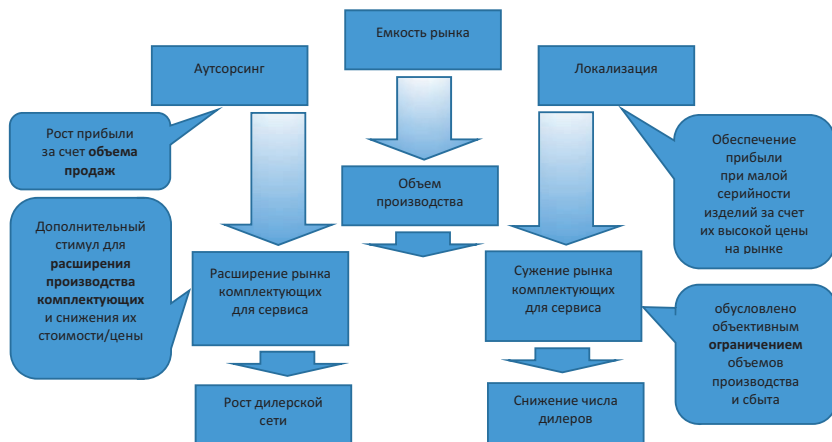 Емкость рынка
Аутсорсинг
Локализация
Рост прибыли
за счет объема
продаж
Обеспечение
прибыли
при малой
серийности
изделий за счет
их высокой цены
на рынке
Объем
производства
Дополнительный
стимул для
расширения
производства
комплектующих
и снижения их
стоимости/цены
Расширение рынка
комплектующих
для сервиса
Сужение рынка
комплектующих
для сервиса
обусловлено
объективным
ограничением
объемов
производства
и сбыта
Рост дилерской
сети
Снижение числа
дилеров